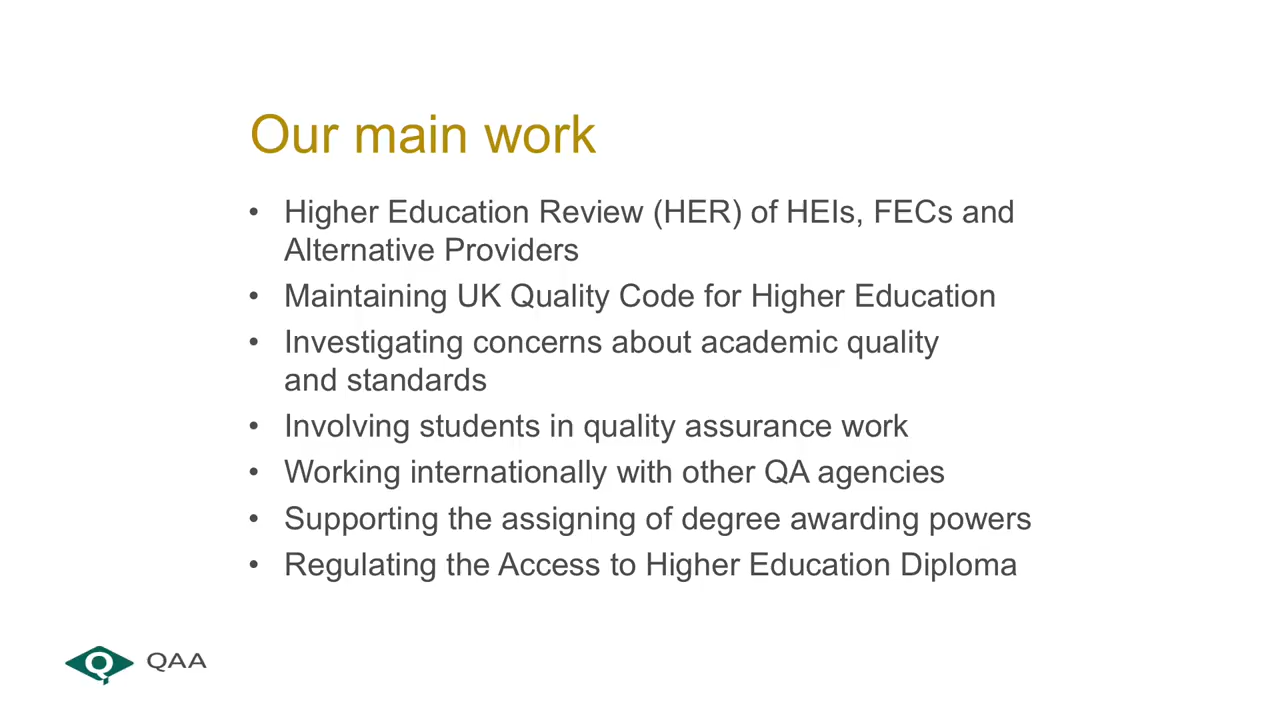 Our main work
• Higher Education Review (HER) of HEIs, FECs and
Alternative Providers
• Maintaining UK Quality Code for Higher Education
• Investigating concerns about academic quality
and standards
• Involving students in quality assurance work
• Working internationally with other QA agencies
• Supporting the assigning of degree awarding powers
• Regulating the Access to Higher Education Diploma
Q QAA